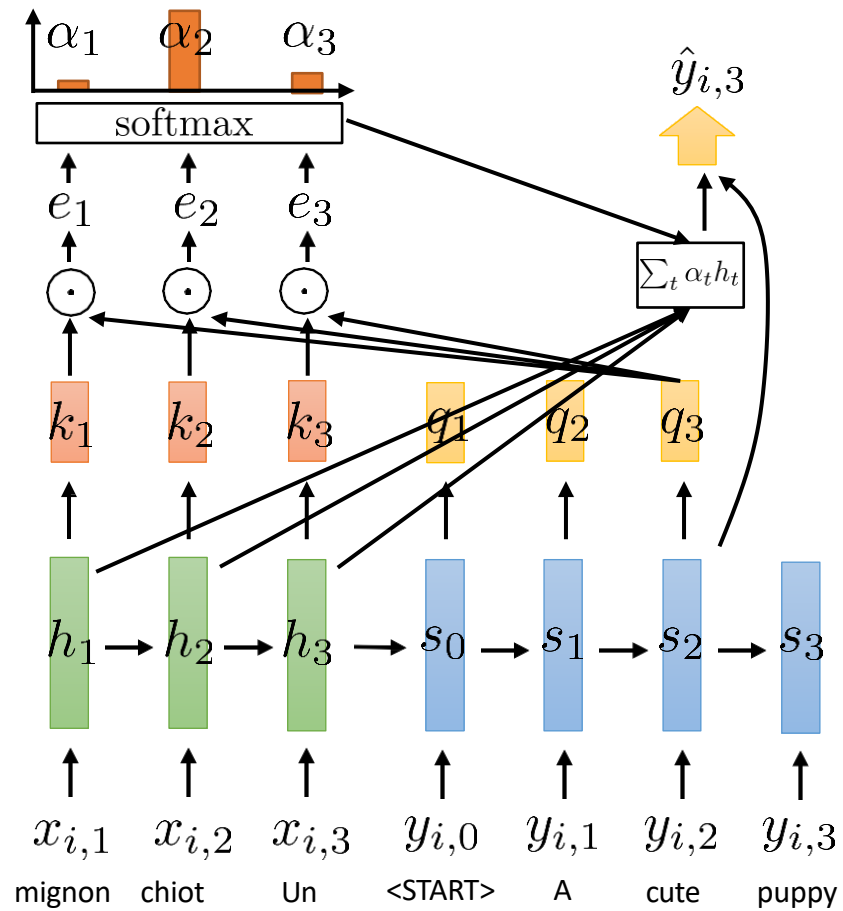 α₁ α₂ α₃
ŷᵢ,₃
softmax
e₁ e₂ e₃
∑ₜ αₜhₜ
k₁ k₂ k₃ q₁ q₂ q₃
h₁ h₂ h₃ s₀ s₁ s₂ s₃
xᵢ,₁ xᵢ,₂ xᵢ,₃ yᵢ,₀ yᵢ,₁ yᵢ,₂ yᵢ,₃
mignon chiot Un <START> A cute puppy